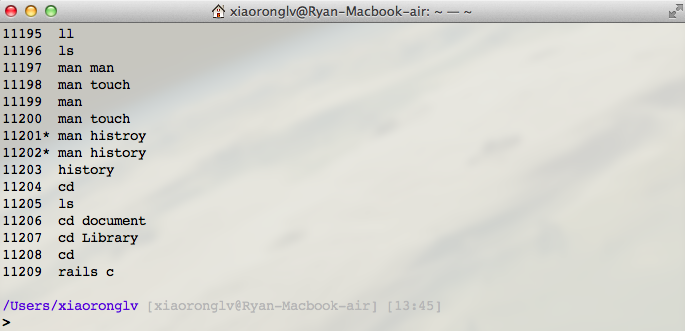 xiaoronglv@Ryan-Macbook-air: ~ — ~
11195  ll
11196  ls
11197  man man
11198  man touch
11199  man
11200  man touch
11201* man histroy
11202* man history
11203  history
11204  cd
11205  ls
11206  cd document
11207  cd Library
11208  cd
11209  rails c
/Users/xiaoronglv [xiaoronglv@Ryan-Macbook-air] [13:45]
>